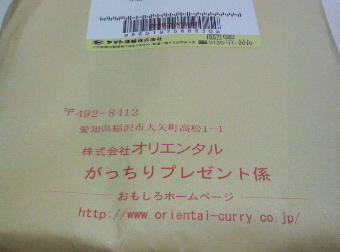 〒492-8412
愛知県稲沢市大矢町高松1-1
株式会社オリエンタル
がっちりプレゼント係
おもしろホームページ
http://www.oriental-curry.co.jp/